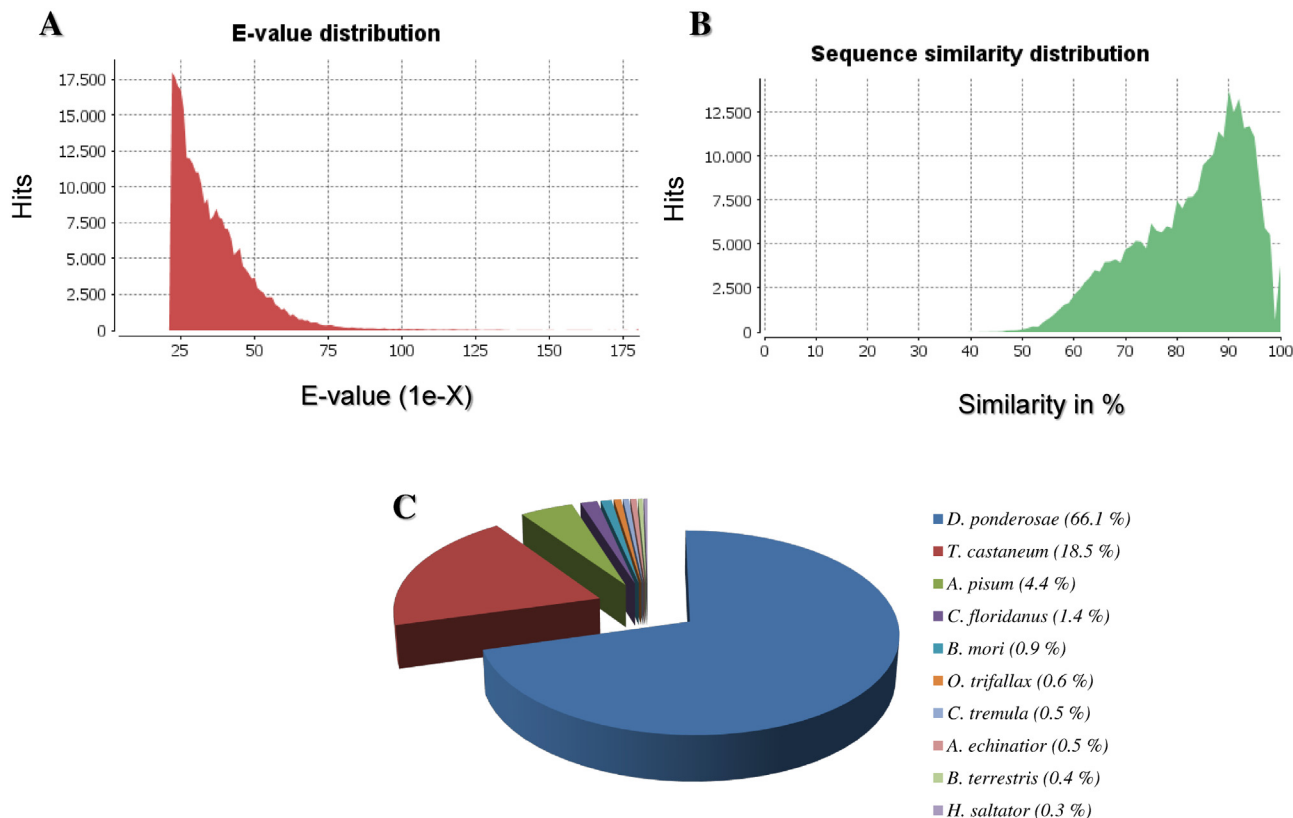 A
E-value distribution
Hits
17.500
15.000
12.500
10.000
7.500
5.000
2.500
0
25 50 75 100 125 150 175
E-value (1e-X)
B
Sequence similarity distribution
Hits
12.500
10.000
7.500
5.000
2.500
0
0 10 20 30 40 50 60 70 80 90 100
Similarity in %
C
D. ponderosae (66.1 %)
T. castaneum (18.5 %)
A. pisum (4.4 %)
C. floridanus (1.4 %)
B. mori (0.9 %)
O. trifallax (0.6 %)
C. tremula (0.5 %)
A. echinatior (0.5 %)
B. terrestris (0.4 %)
H. saltator (0.3 %)